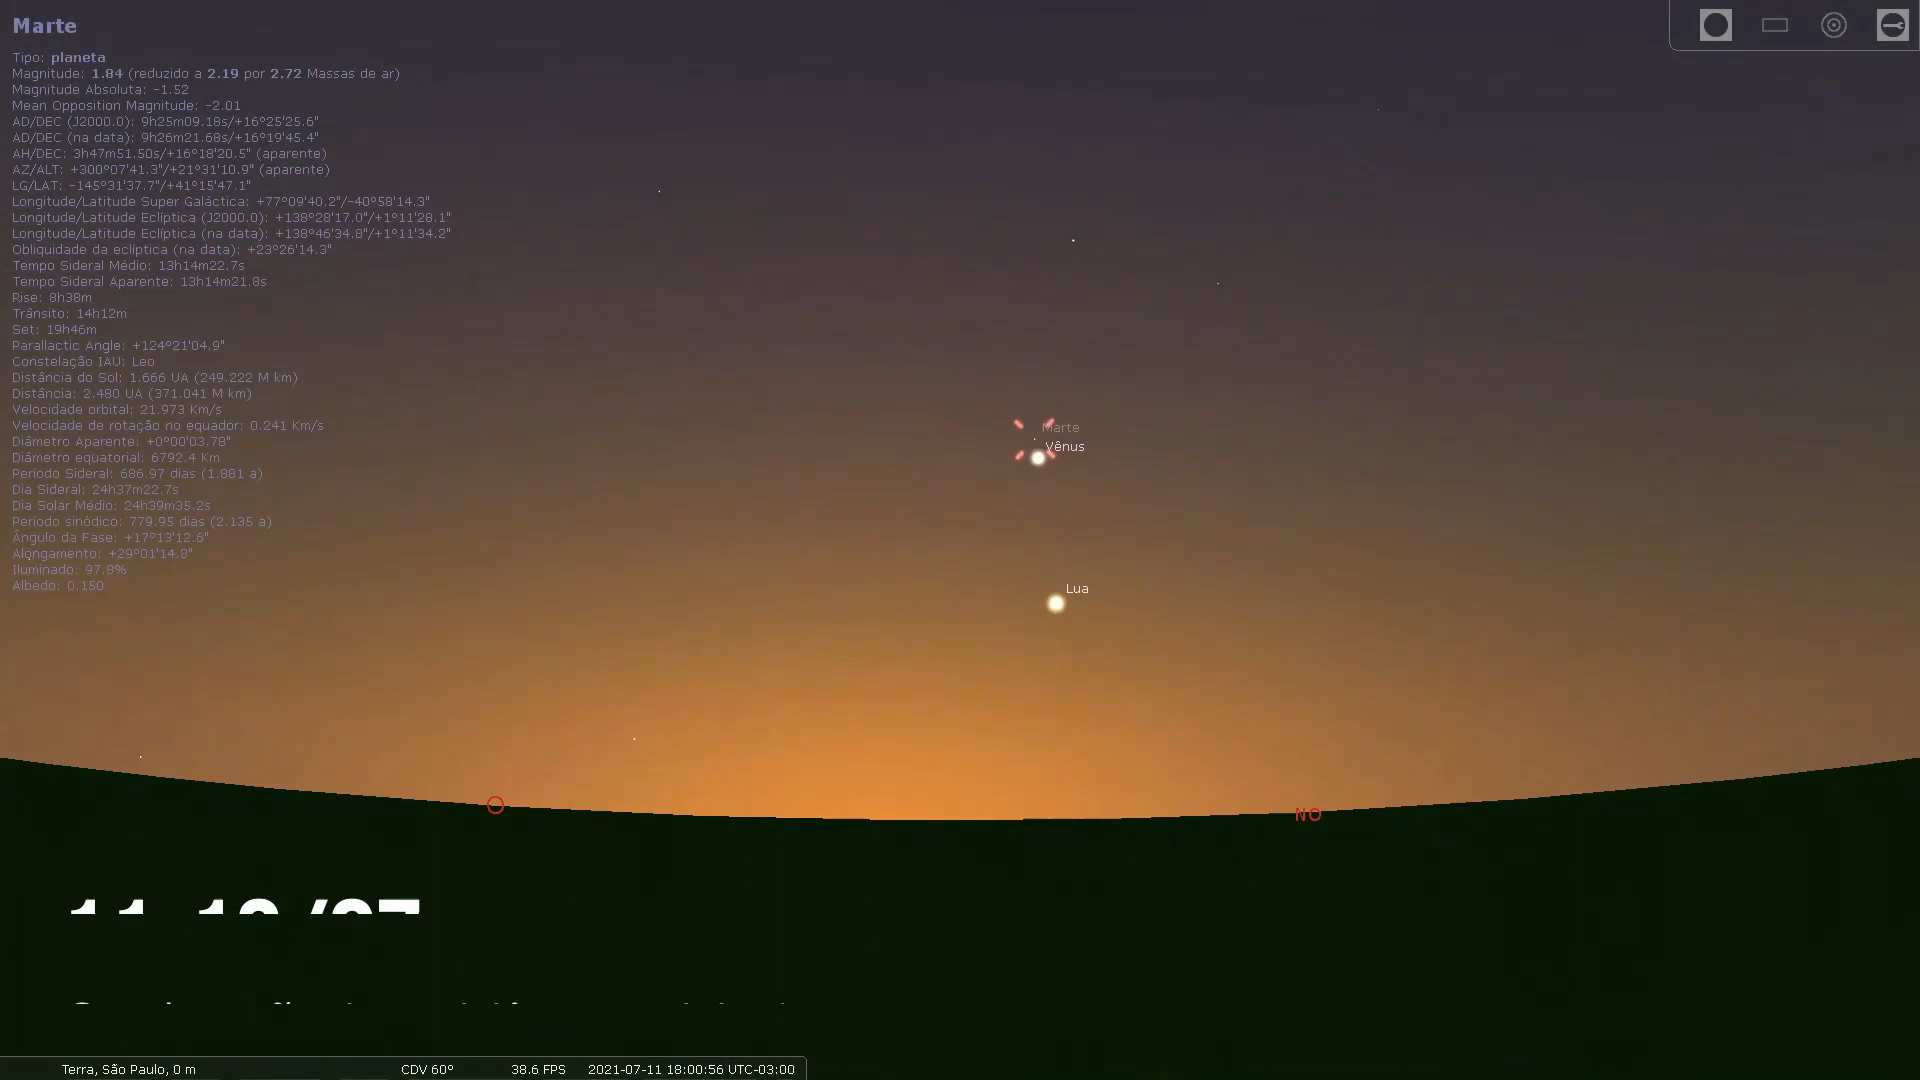 Marte
Tipo: planeta
Magnitude: 1.84 (reduzido a 2.19 por 2.72 Massas de ar)
Magnitude Absoluta: -1.52
Mean Opposition Magnitude: -2.01
AD/DEC (J2000.0): 9h25m09.18s/+16°25'25.6"
AD/DEC (na data): 9h26m21.68s/+16°19'45.4"
AH/DEC: 3h47m51.50s/+16°18'20.5" (aparente)
AZ/ALT: +300°07'41.3"/+21°31'10.9" (aparente)
LG/LAT: -145°31'37.7"/+41°15'47.1"
Longitude/Latitude Super Galáctica: +77°09'40.2"/-40°58'14.3"
Longitude/Latitude Eclíptica (J2000.0): +138°28'17.0"/+1°11'28.1"
Longitude/Latitude Eclíptica (na data): +138°46'34.8"/+1°11'34.2"
Obliquidade da eclíptica (na data): +23°26'14.3"
Tempo Sideral Médio: 13h14m22.7s
Tempo Sideral Aparente: 13h14m21.8s
Rise: 8h38m
Trânsito: 14h12m
Set: 19h46m
Parallactic Angle: +124°21'04.9"
Constelação IAU: Leo
Distância do Sol: 1.666 UA (249.222 M km)
Distância: 2.480 UA (371.041 M km)
Velocidade orbital: 21.973 Km/s
Velocidade de rotação no equador: 0.241 Km/s
Diâmetro Aparente: +0°00'03.78"
Diâmetro equatorial: 6792.4 Km
Período Sideral: 686.97 dias (1.881 a)
Dia Sideral: 24h37m22.7s
Dia Solar Médio: 24h39m35.2s
Período sinódico: 779.95 dias (2.135 a)
Ângulo da Fase: +17°13'12.6"
Alongamento: +29°01'14.8"
Iluminado: 97.8%
Albedo: 0.150
Marte
Vênus
Lua
O
NO
Terra, São Paulo, 0 m
CDV 60°
38.6 FPS
2021-07-11 18:00:56 UTC-03:00